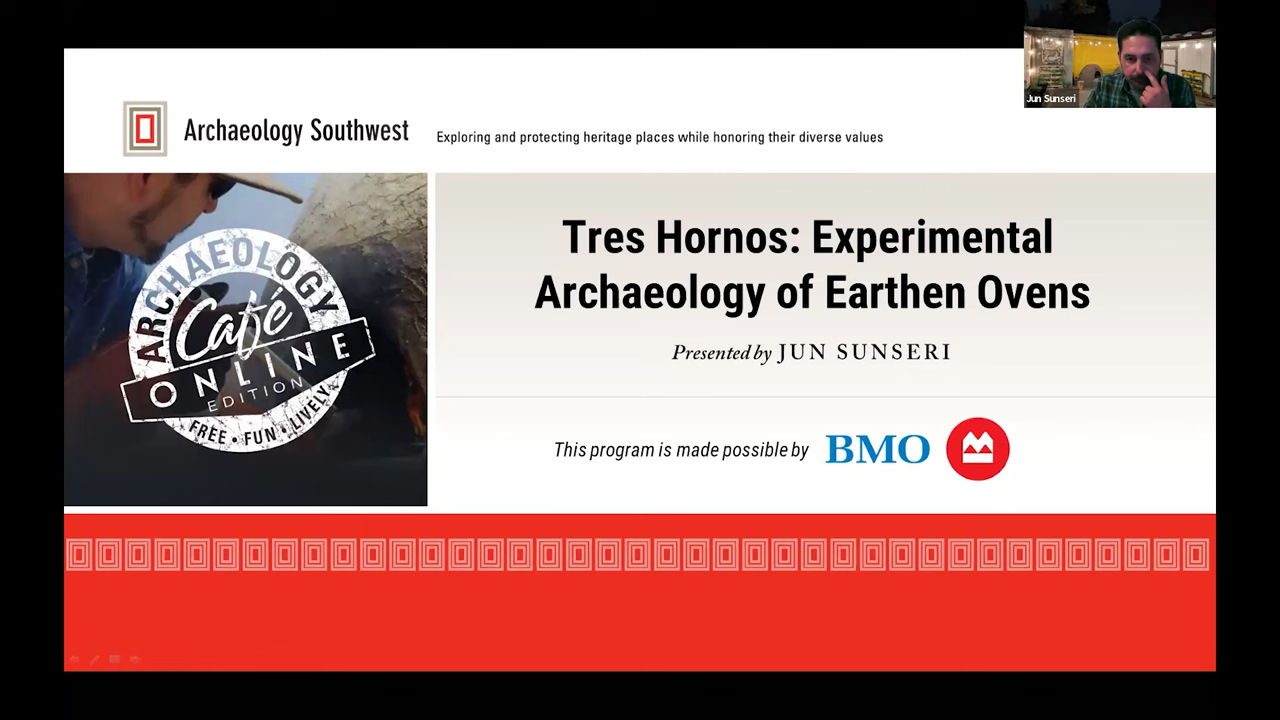 Jun Sunseri
Archaeology Southwest
Exploring and protecting heritage places while honoring their diverse values
ARCHAEOLOGY
Café
ONLINE
EDITION
FREE • FUN • LIVELY
Tres Hornos: Experimental
Archaeology of Earthen Ovens
Presented by JUN SUNSERI
This program is made possible by BMO